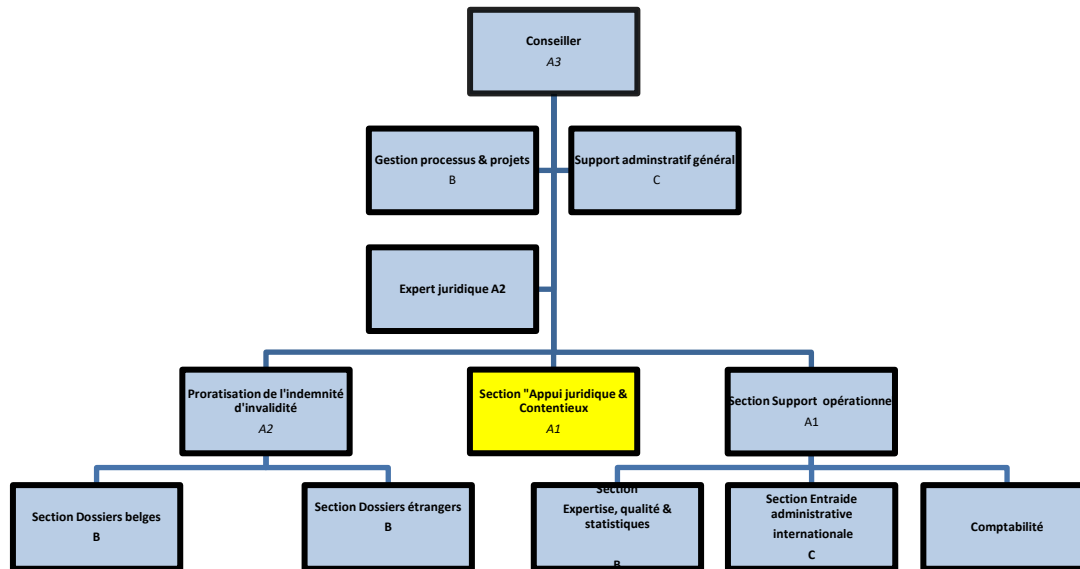 Conseiller
A3
Gestion processus & projets
B
Support adminstratif général
C
Expert juridique A2
Proratisation de l'indemnité
d'invalidité
A2
Section "Appui juridique &
Contentieux
A1
Section Support opérationne
A1
Section Dossiers belges
B
Section Dossiers étrangers
B
Section
Expertise, qualité &
statistiques
B
Section Entraide
administrative
internationale
C
Comptabilité